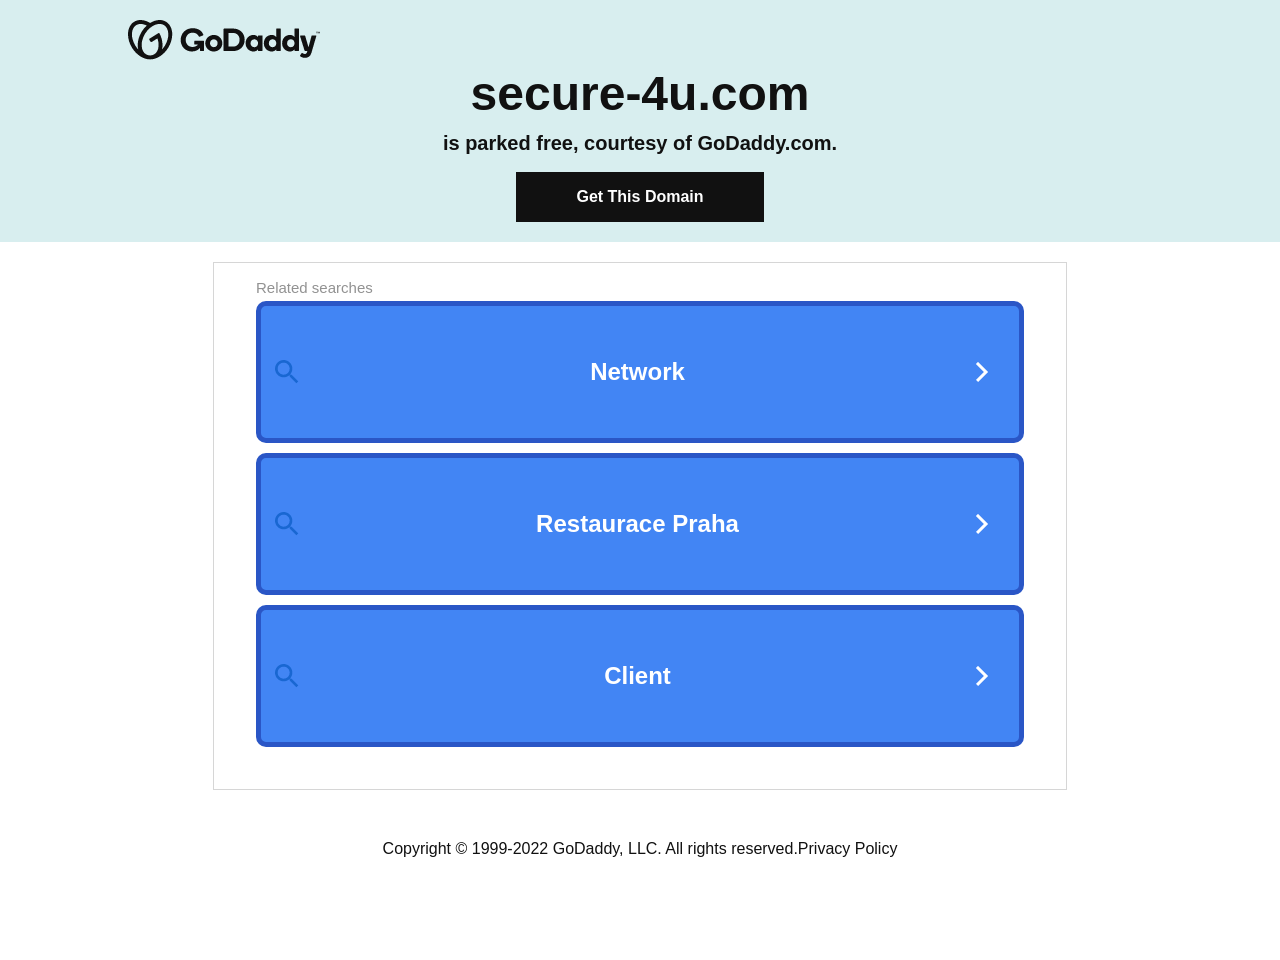 GoDaddy™
secure-4u.com
is parked free, courtesy of GoDaddy.com.
Get This Domain
Related searches
Network
Restaurace Praha
Client
Copyright © 1999-2022 GoDaddy, LLC. All rights reserved.Privacy Policy